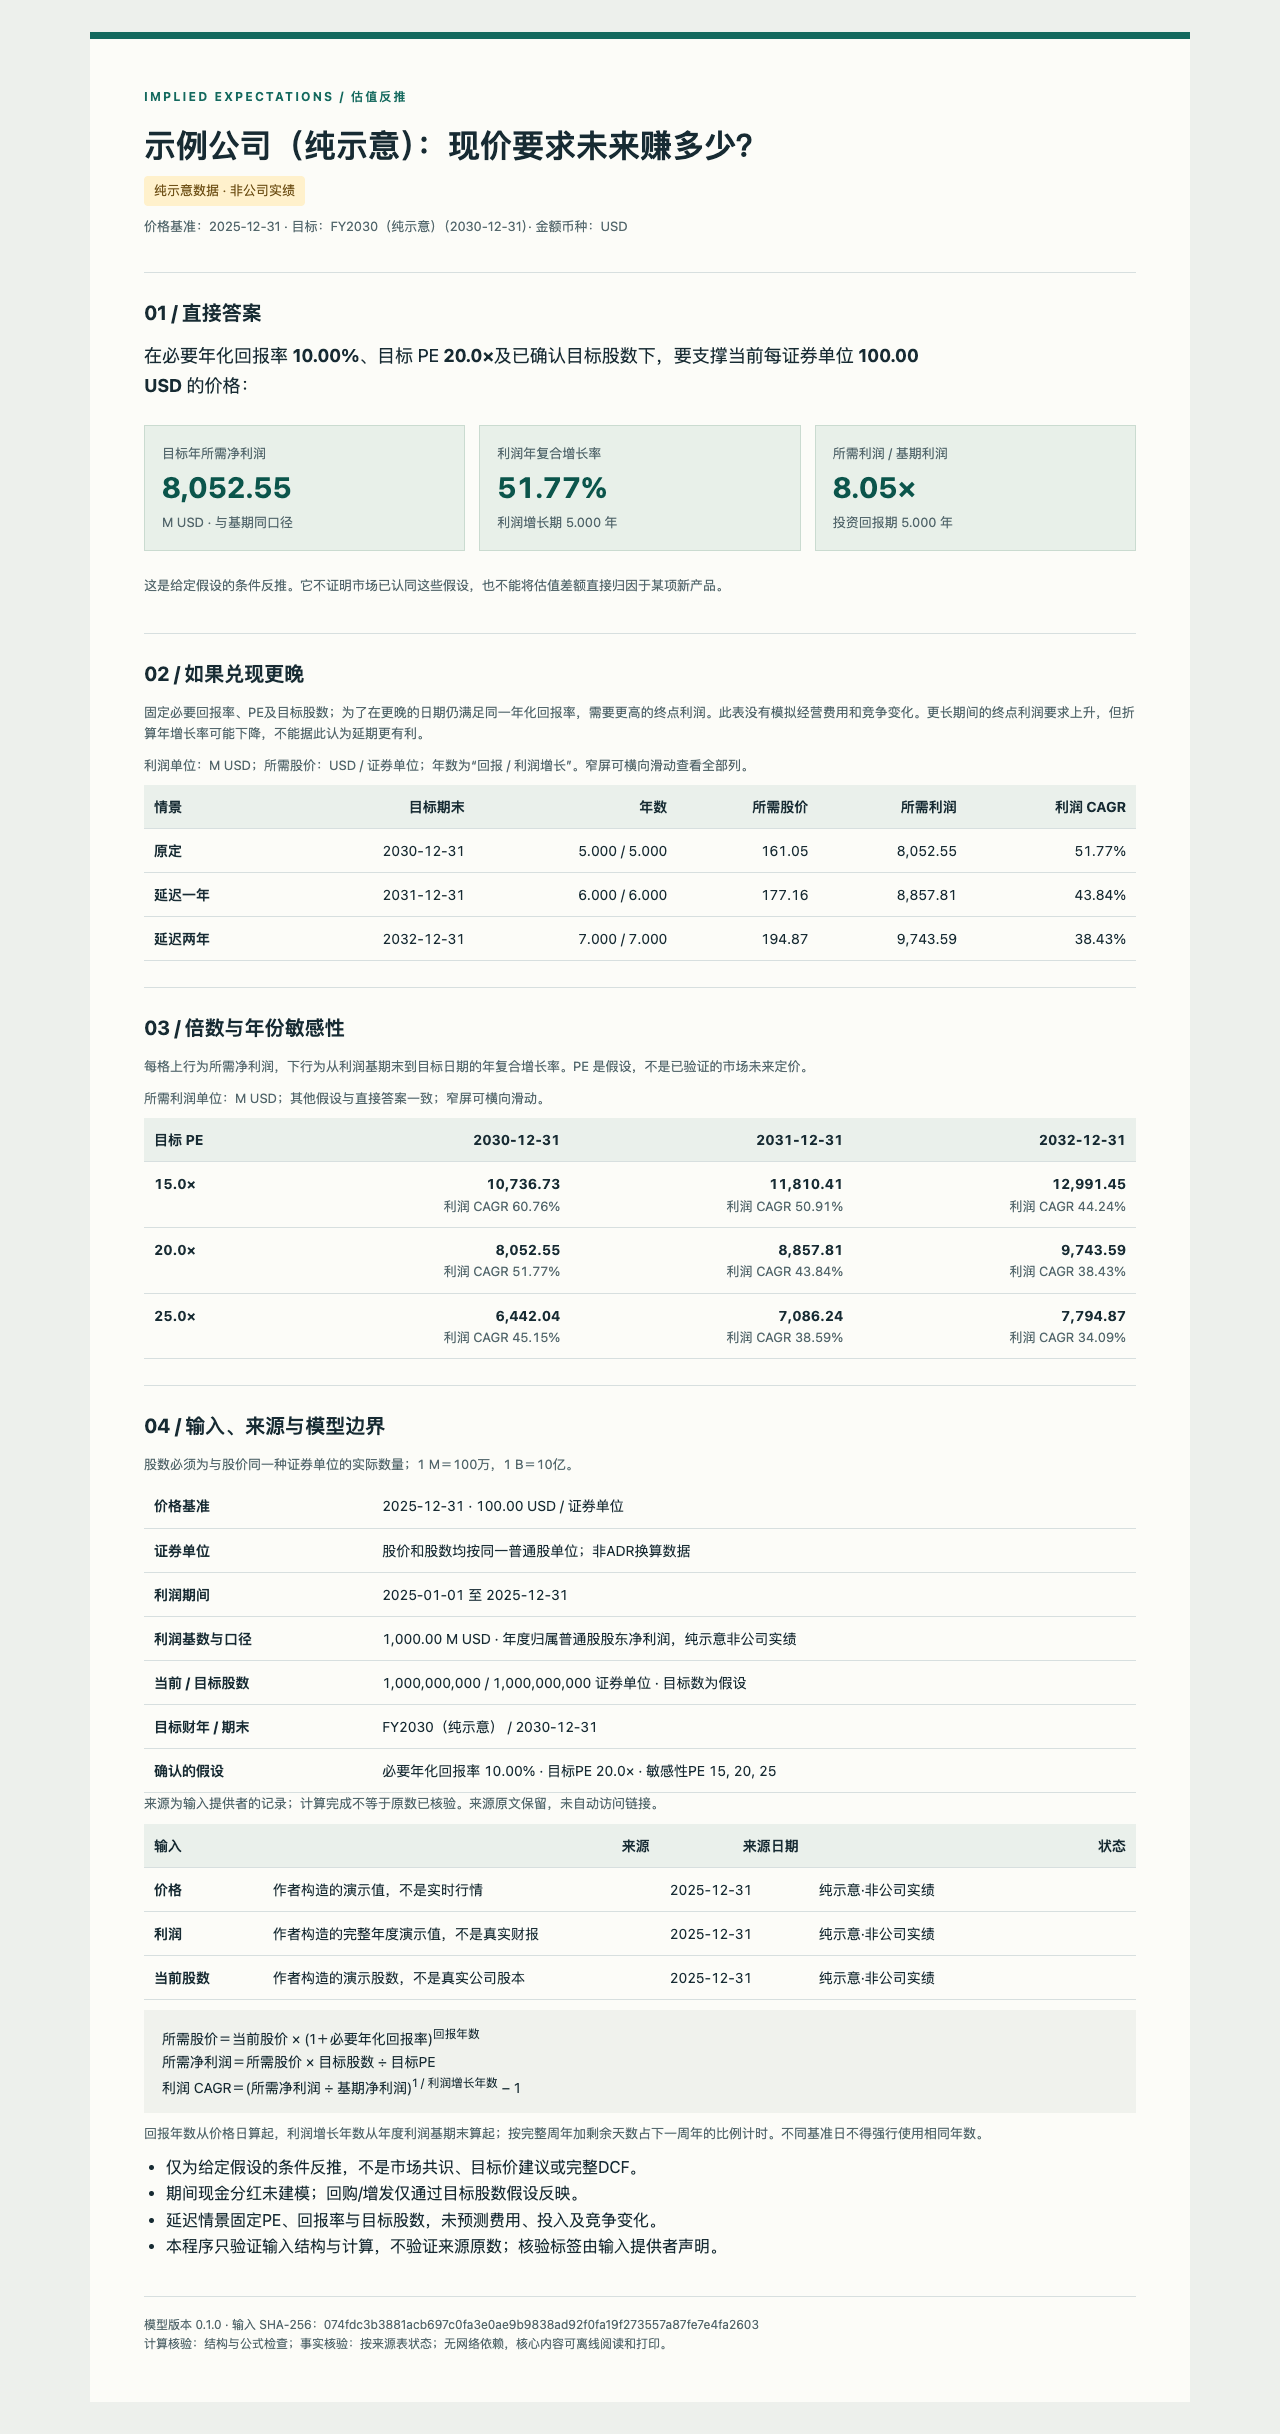 IMPLIED EXPECTATIONS / 估值反推
示例公司（纯示意）：现价要求未来赚多少？
纯示意数据 · 非公司实绩
价格基准：2025-12-31 · 目标：FY2030（纯示意）(2030-12-31) · 金额币种：USD
01 / 直接答案
在必要年化回报率 10.00%、目标 PE 20.0×及已确认目标股数下，要支撑当前每证券单位 100.00
USD 的价格：
目标年所需净利润
8,052.55
M USD · 与基期同口径
利润年复合增长率
51.77%
利润增长期 5.000 年
所需利润 / 基期利润
8.05×
投资回报期 5.000 年
这是给定假设的条件反推。它不证明市场已认同这些假设，也不能将估值差额直接归因于某项新产品。
02 / 如果兑现更晚
固定必要回报率、PE及目标股数；为了在更晚的日期仍满足同一年化回报率，需要更高的终点利润。此表没有模拟经营费用和竞争变化。更长期间的终点利润要求上升，但折
算年增长率可能下降，不能据此认为延期更有利。
利润单位：M USD；所需股价：USD / 证券单位；年数为“回报 / 利润增长”。窄屏可横向滑动查看全部列。
情景 目标期末 年数 所需股价 所需利润 利润 CAGR
原定 2030-12-31 5.000 / 5.000 161.05 8,052.55 51.77%
延迟一年 2031-12-31 6.000 / 6.000 177.16 8,857.81 43.84%
延迟两年 2032-12-31 7.000 / 7.000 194.87 9,743.59 38.43%
03 / 倍数与年份敏感性
每格上行为所需净利润，下行为从利润基期末到目标日期的年复合增长率。PE 是假设，不是已验证的市场未来定价。
所需利润单位：M USD；其他假设与直接答案一致；窄屏可横向滑动。
目标 PE 2030-12-31 2031-12-31 2032-12-31
15.0× 10,736.73 11,810.41 12,991.45
利润 CAGR 60.76% 利润 CAGR 50.91% 利润 CAGR 44.24%
20.0× 8,052.55 8,857.81 9,743.59
利润 CAGR 51.77% 利润 CAGR 43.84% 利润 CAGR 38.43%
25.0× 6,442.04 7,086.24 7,794.87
利润 CAGR 45.15% 利润 CAGR 38.59% 利润 CAGR 34.09%
04 / 输入、来源与模型边界
股数必须为与股价同一种证券单位的实际数量；1 M＝100万，1 B＝10亿。
价格基准 2025-12-31 · 100.00 USD / 证券单位
证券单位 股价和股数均按同一普通股单位；非ADR换算数据
利润期间 2025-01-01 至 2025-12-31
利润基数与口径 1,000.00 M USD · 年度归属普通股股东净利润，纯示意非公司实绩
当前 / 目标股数 1,000,000,000 / 1,000,000,000 证券单位 · 目标数为假设
目标财年 / 期末 FY2030（纯示意） / 2030-12-31
确认的假设 必要年化回报率 10.00% · 目标PE 20.0× · 敏感性PE 15, 20, 25
来源为输入提供者的记录；计算完成不等于原数已核验。来源原文保留，未自动访问链接。
输入 来源 来源日期 状态
价格 作者构造的演示值，不是实时行情 2025-12-31 纯示意·非公司实绩
利润 作者构造的完整年度演示值，不是真实财报 2025-12-31 纯示意·非公司实绩
当前股数 作者构造的演示股数，不是真实公司股本 2025-12-31 纯示意·非公司实绩
所需股价＝当前股价 × (1＋必要年化回报率)回报年数
所需净利润＝所需股价 × 目标股数 ÷ 目标PE
利润 CAGR＝(所需净利润 ÷ 基期净利润)1 / 利润增长年数 − 1
回报年数从价格日算起，利润增长年数从年度利润基期末算起；按完整周年加剩余天数占下一周年的比例计时。不同基准日不得强行使用相同年数。
• 仅为给定假设的条件反推，不是市场共识、目标价建议或完整DCF。
• 期间现金分红未建模；回购/增发仅通过目标股数假设反映。
• 延迟情景固定PE、回报率与目标股数，未预测费用、投入及竞争变化。
• 本程序只验证输入结构与计算，不验证来源原数；核验标签由输入提供者声明。
模型版本 0.1.0 · 输入 SHA-256：074fdc3b3881acb697c0fa3e0ae9b9838ad92f0fa19f273557a87fe7e4fa2603
计算核验：结构与公式检查；事实核验：按来源表状态；无网络依赖，核心内容可离线阅读和打印。